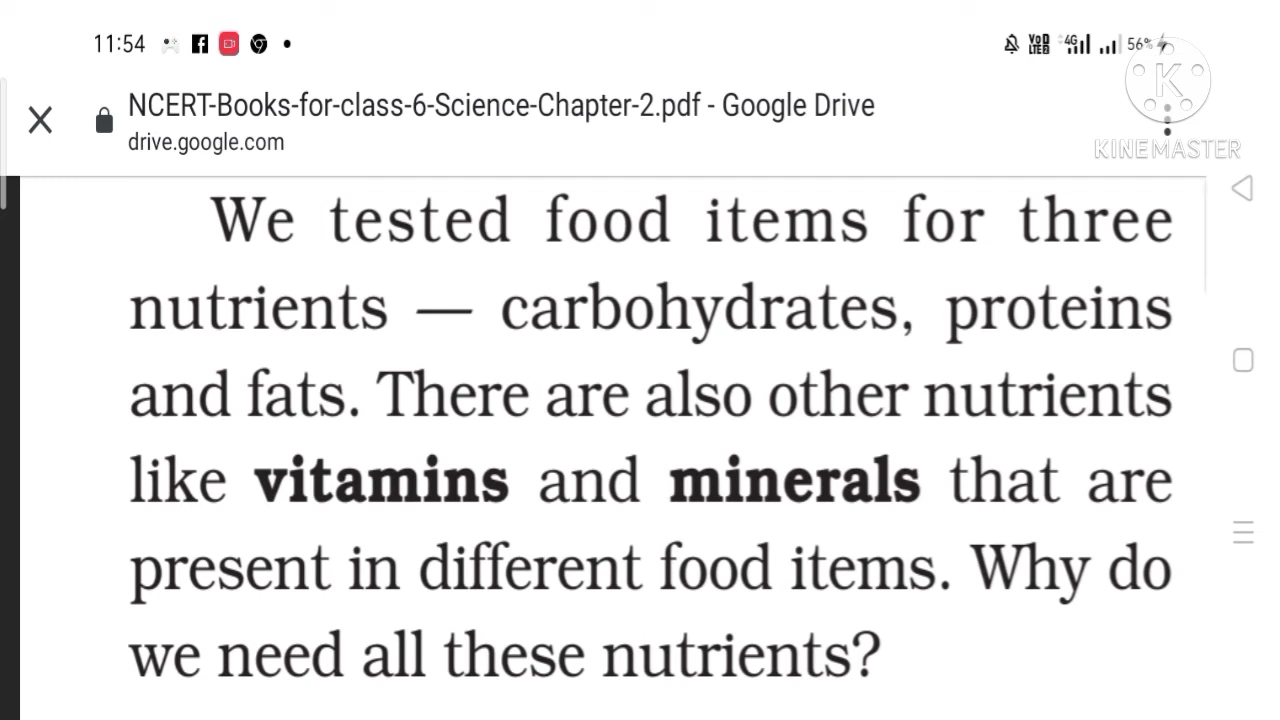 11:54 56%
NCERT-Books-for-class-6-Science-Chapter-2.pdf - Google Drive
drive.google.com
K
KINEMASTER
We tested food items for three
nutrients — carbohydrates, proteins
and fats. There are also other nutrients
like vitamins and minerals that are
present in different food items. Why do
we need all these nutrients?